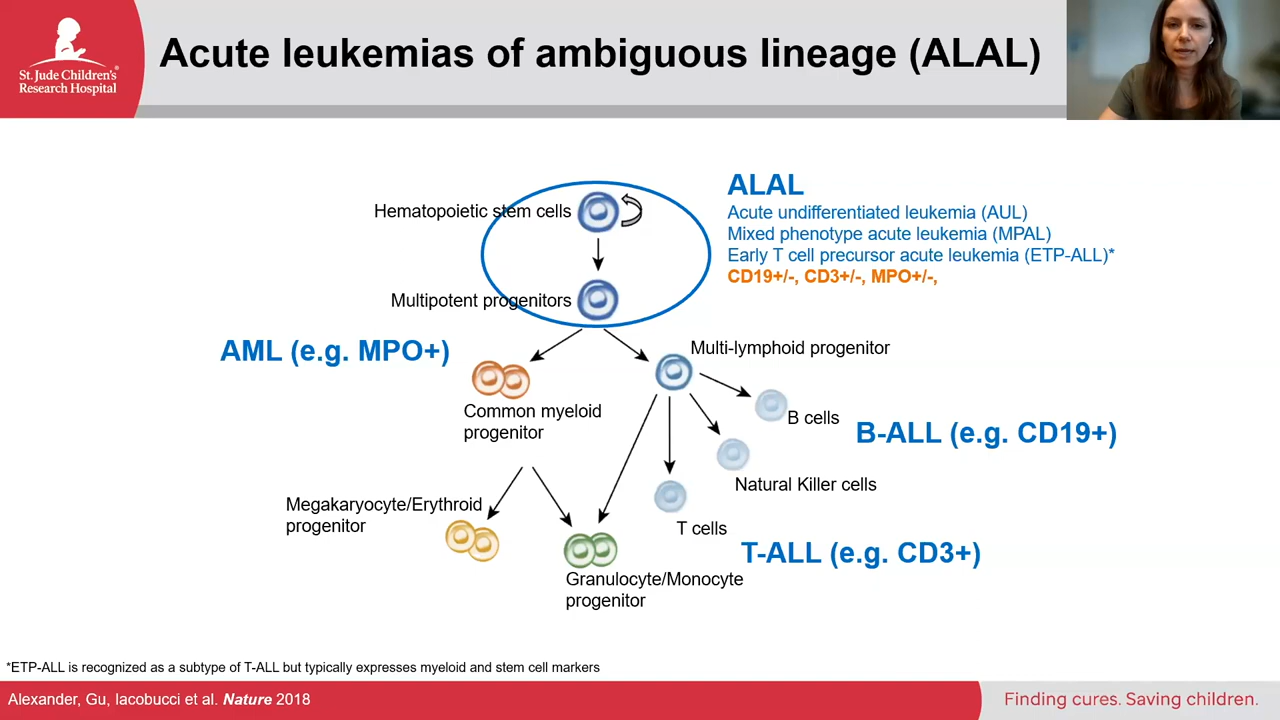 St. Jude Children's®
Research Hospital
Acute leukemias of ambiguous lineage (ALAL)
Hematopoietic stem cells
Multipotent progenitors
ALAL
Acute undifferentiated leukemia (AUL)
Mixed phenotype acute leukemia (MPAL)
Early T cell precursor acute leukemia (ETP-ALL)*
CD19+/-, CD3+/-, MPO+/-,
AML (e.g. MPO+)
Multi-lymphoid progenitor
Common myeloid
progenitor
B cells
B-ALL (e.g. CD19+)
Natural Killer cells
Megakaryocyte/Erythroid
progenitor
T cells
T-ALL (e.g. CD3+)
Granulocyte/Monocyte
progenitor
*ETP-ALL is recognized as a subtype of T-ALL but typically expresses myeloid and stem cell markers
Alexander, Gu, Iacobucci et al. Nature 2018
Finding cures. Saving children.